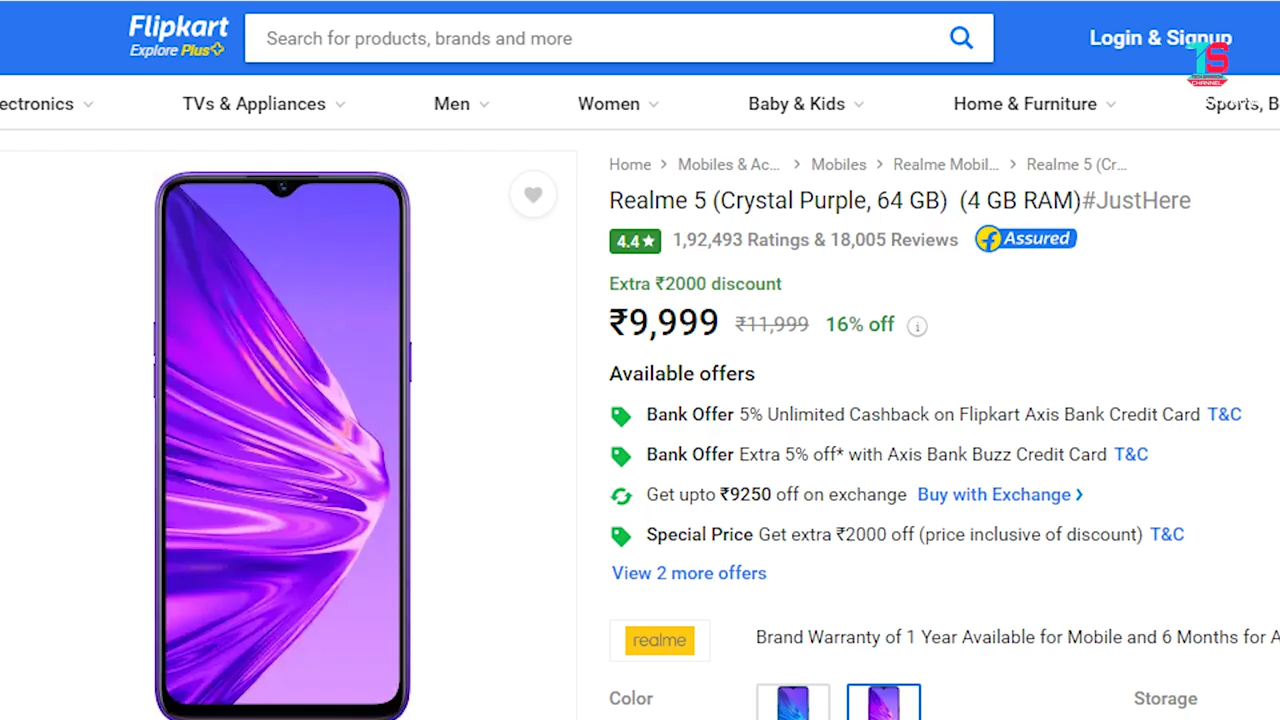 Flipkart
Explore Plus
Search for products, brands and more
Login & Signup
TS
CHANNEL
ectronics
TVs & Appliances
Men
Women
Baby & Kids
Home & Furniture
Sports, B
Home > Mobiles & Ac... > Mobiles > Realme Mobil... > Realme 5 (Cr...
Realme 5 (Crystal Purple, 64 GB) (4 GB RAM)#JustHere
4.4★ 1,92,493 Ratings & 18,005 Reviews f Assured
Extra ₹2000 discount
₹9,999 ₹11,999 16% off i
Available offers
Bank Offer 5% Unlimited Cashback on Flipkart Axis Bank Credit Card T&C
Bank Offer Extra 5% off* with Axis Bank Buzz Credit Card T&C
Get upto ₹9250 off on exchange Buy with Exchange ›
Special Price Get extra ₹2000 off (price inclusive of discount) T&C
View 2 more offers
realme Brand Warranty of 1 Year Available for Mobile and 6 Months for A
Color Storage